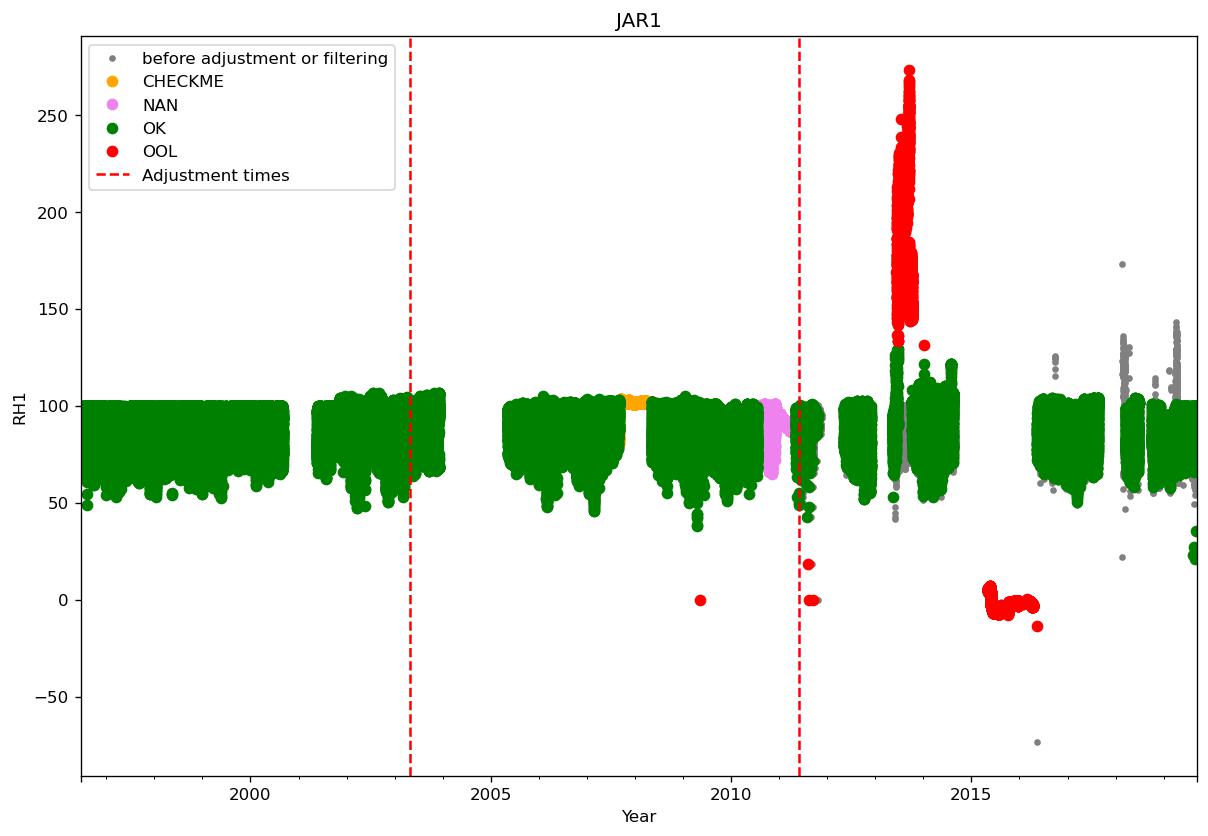 JAR1
before adjustment or filtering
CHECKME
NAN
OK
OOL
Adjustment times
250
200
150
100
50
0
−50
RH1
2000 2005 2010 2015
Year